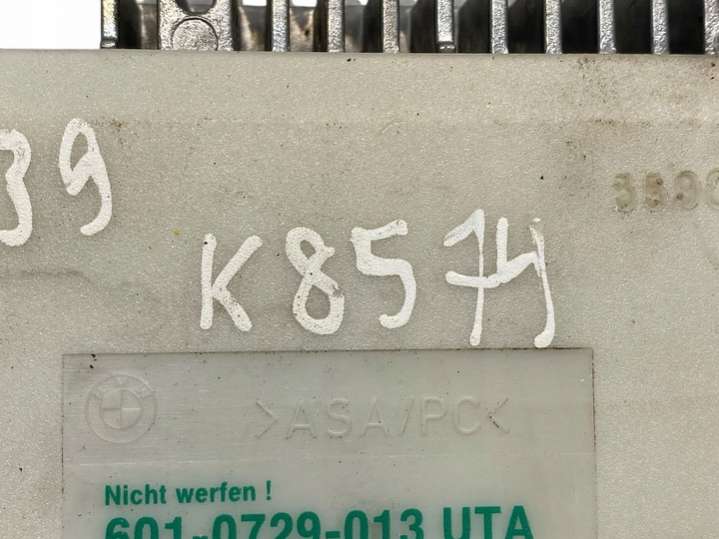 39
K8574
>ASA/PC<
Nicht werfen !
601-0729-013 UTA